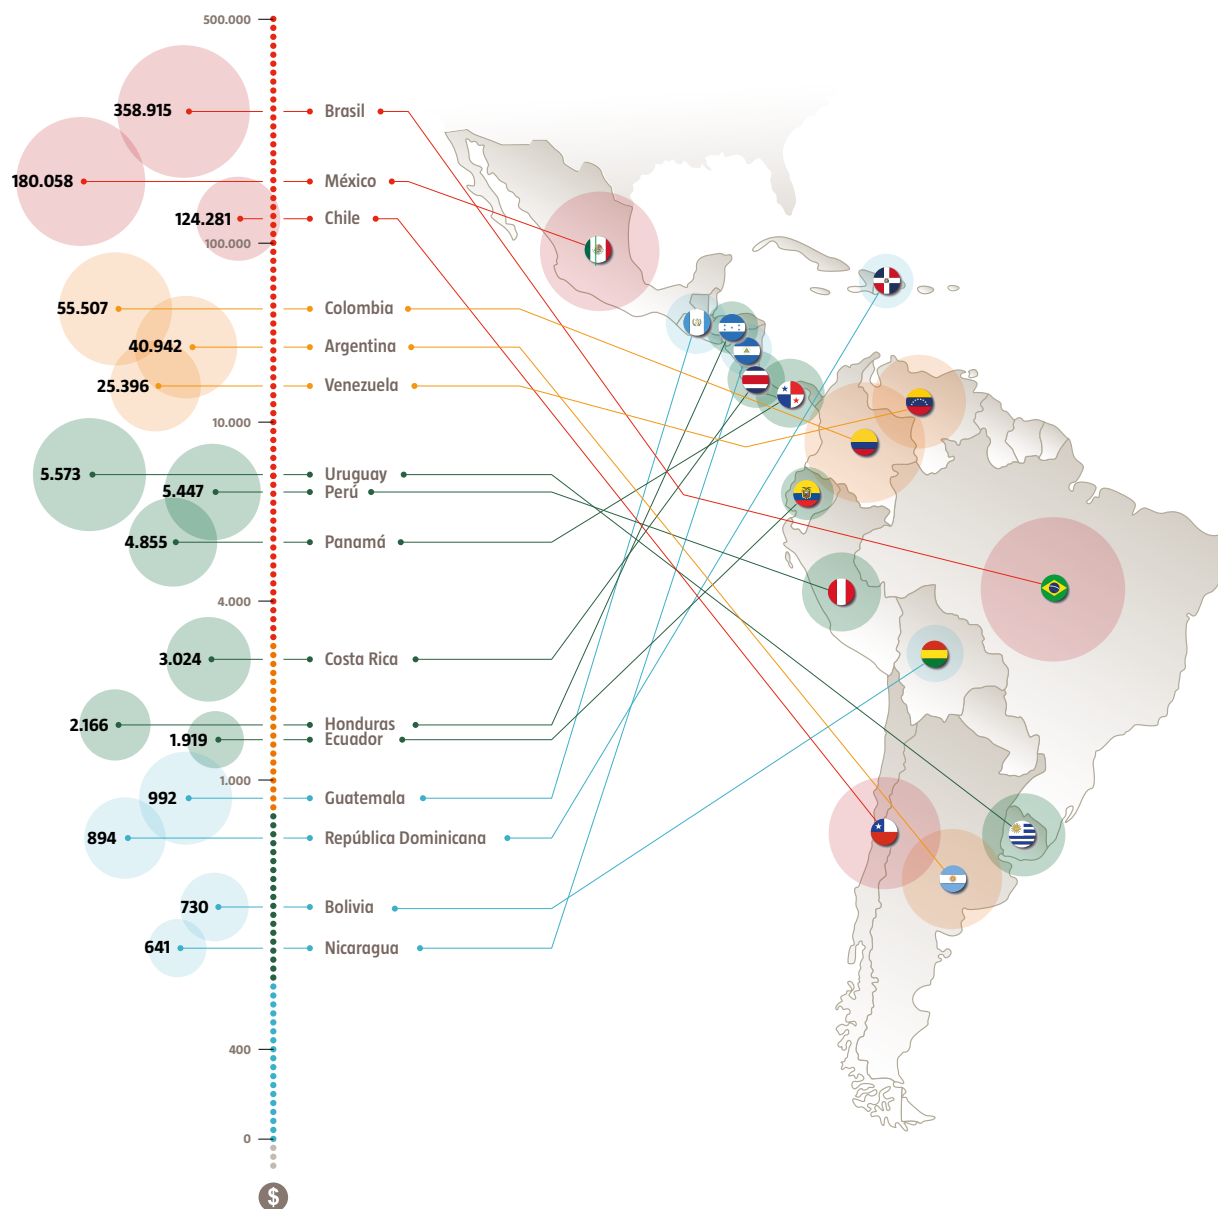 500.000
358.915 Brasil
180.058 México
124.281 Chile
100.000
55.507 Colombia
40.942 Argentina
25.396 Venezuela
10.000
5.573 Uruguay
5.447 Perú
4.855 Panamá
4.000
3.024 Costa Rica
2.166 Honduras
1.919 Ecuador
1.000
992 Guatemala
894 República Dominicana
730 Bolivia
641 Nicaragua
400
0
$